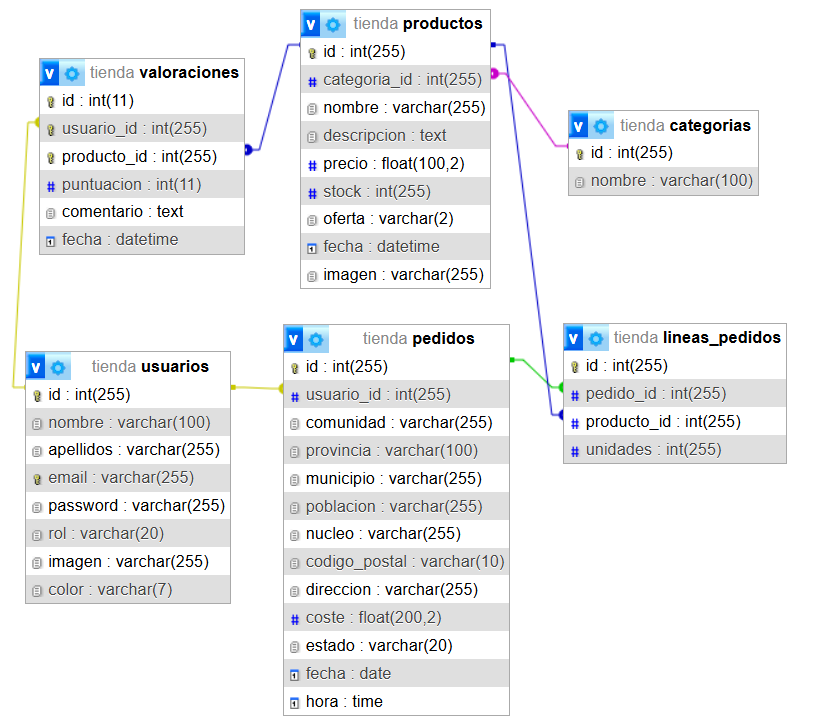 v tienda valoraciones
id : int(11)
usuario_id : int(255)
producto_id : int(255)
# puntuacion : int(11)
comentario : text
fecha : datetime
v tienda productos
id : int(255)
# categoria_id : int(255)
nombre : varchar(255)
descripcion : text
# precio : float(100,2)
# stock : int(255)
oferta : varchar(2)
fecha : datetime
imagen : varchar(255)
v tienda categorias
id : int(255)
nombre : varchar(100)
v tienda usuarios
id : int(255)
nombre : varchar(100)
apellidos : varchar(255)
email : varchar(255)
password : varchar(255)
rol : varchar(20)
imagen : varchar(255)
color : varchar(7)
v tienda pedidos
id : int(255)
# usuario_id : int(255)
comunidad : varchar(255)
provincia : varchar(100)
municipio : varchar(255)
poblacion : varchar(255)
nucleo : varchar(255)
codigo_postal : varchar(10)
direccion : varchar(255)
# coste : float(200,2)
estado : varchar(20)
fecha : date
hora : time
v tienda lineas_pedidos
id : int(255)
# pedido_id : int(255)
# producto_id : int(255)
# unidades : int(255)